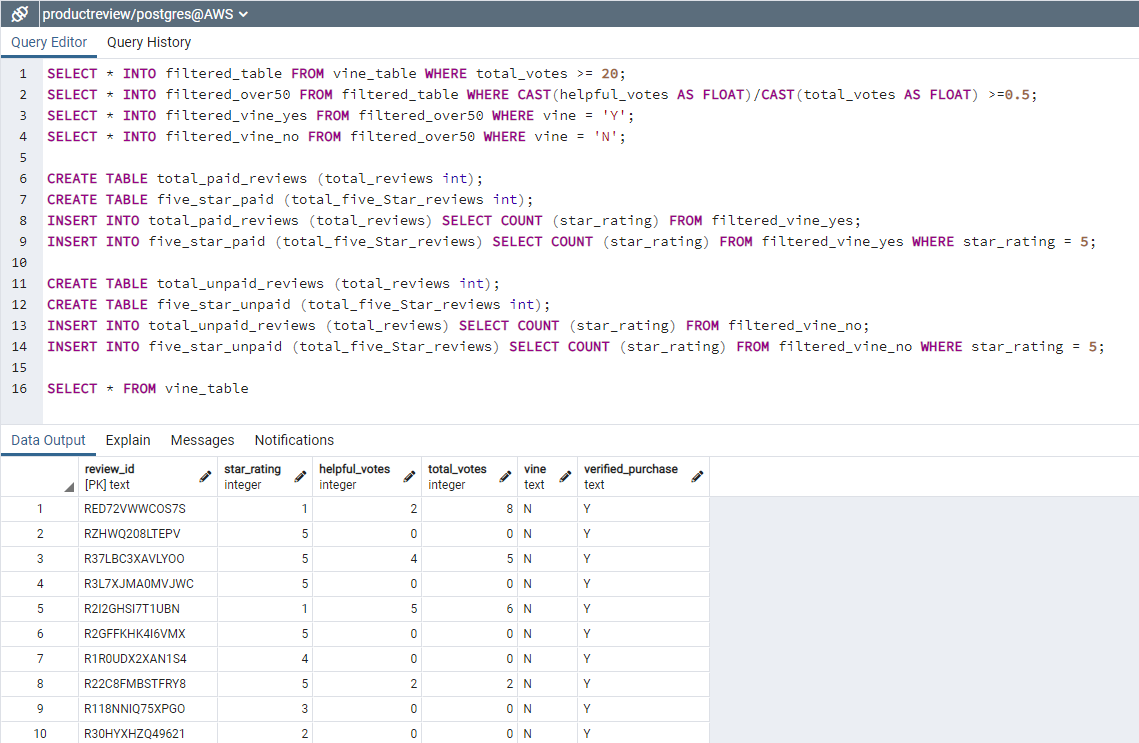 productreview/postgres@AWS
Query Editor Query History
1 SELECT * INTO filtered_table FROM vine_table WHERE total_votes >= 20;
2 SELECT * INTO filtered_over50 FROM filtered_table WHERE CAST(helpful_votes AS FLOAT)/CAST(total_votes AS FLOAT) >=0.5;
3 SELECT * INTO filtered_vine_yes FROM filtered_over50 WHERE vine = 'Y';
4 SELECT * INTO filtered_vine_no FROM filtered_over50 WHERE vine = 'N';
5
6 CREATE TABLE total_paid_reviews (total_reviews int);
7 CREATE TABLE five_star_paid (total_five_Star_reviews int);
8 INSERT INTO total_paid_reviews (total_reviews) SELECT COUNT (star_rating) FROM filtered_vine_yes;
9 INSERT INTO five_star_paid (total_five_Star_reviews) SELECT COUNT (star_rating) FROM filtered_vine_yes WHERE star_rating = 5;
10
11 CREATE TABLE total_unpaid_reviews (total_reviews int);
12 CREATE TABLE five_star_unpaid (total_five_Star_reviews int);
13 INSERT INTO total_unpaid_reviews (total_reviews) SELECT COUNT (star_rating) FROM filtered_vine_no;
14 INSERT INTO five_star_unpaid (total_five_Star_reviews) SELECT COUNT (star_rating) FROM filtered_vine_no WHERE star_rating = 5;
15
16 SELECT * FROM vine_table
Data Output Explain Messages Notifications
review_id star_rating helpful_votes total_votes vine verified_purchase
[PK] text integer integer integer text text
1 RED72VWWCOS7S 1 2 8 N Y
2 RZHWQ208LTEPV 5 0 0 N Y
3 R37LBC3XAVLYOO 5 4 5 N Y
4 R3L7XJMA0MVJWC 5 0 0 N Y
5 R2I2GHSI7T1UBN 1 5 6 N Y
6 R2GFFKHK4I6VMX 5 0 0 N Y
7 R1R0UDX2XAN1S4 4 0 0 N Y
8 R22C8FMBSTFRY8 5 2 2 N Y
9 R118NNIQ75XPGO 3 0 0 N Y
10 R30HYXHZQ49621 2 0 0 N Y